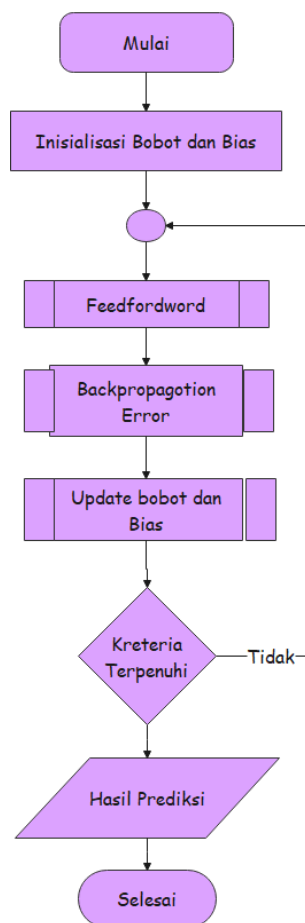 Mulai
Inisialisasi Bobot dan Bias
Feedfordword
Backpropagotion
Error
Update bobot dan
Bias
Kreteria
Terpenuhi
Tidak
Hasil Prediksi
Selesai